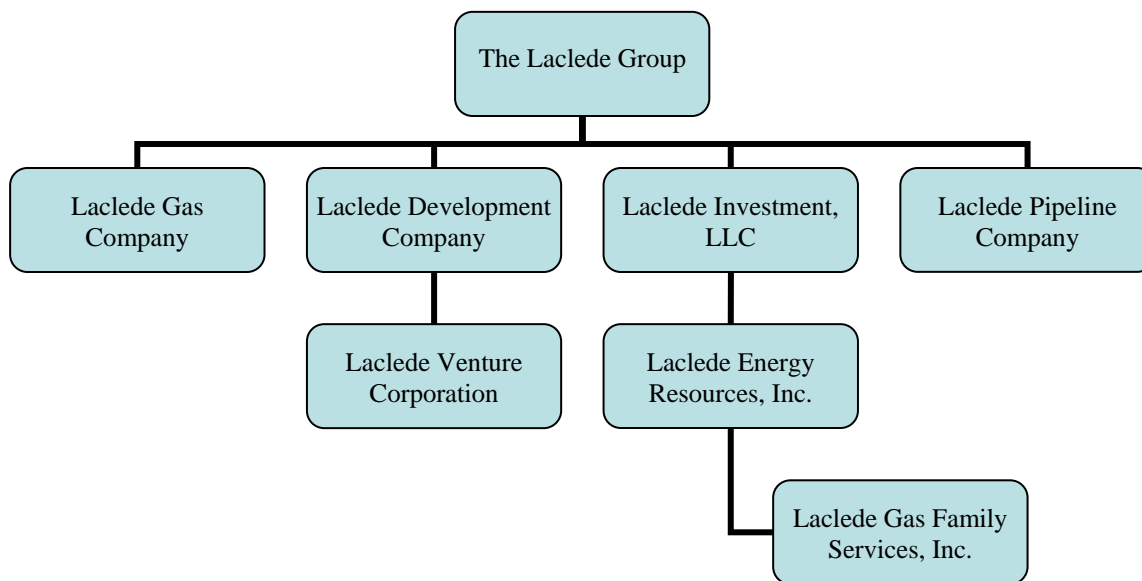 The Laclede Group
Laclede Gas
Company
Laclede Development
Company
Laclede Investment,
LLC
Laclede Pipeline
Company
Laclede Venture
Corporation
Laclede Energy
Resources, Inc.
Laclede Gas Family
Services, Inc.